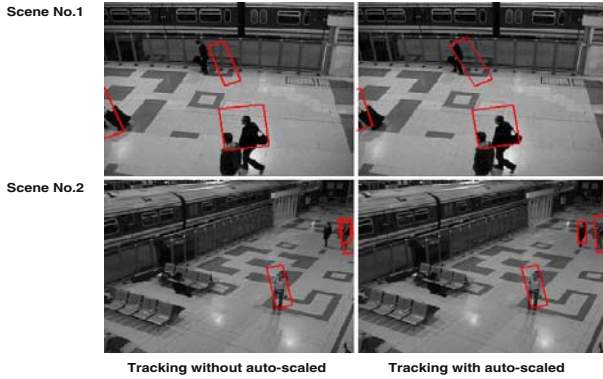 Scene No.1
Scene No.2
Tracking without auto-scaled
Tracking with auto-scaled